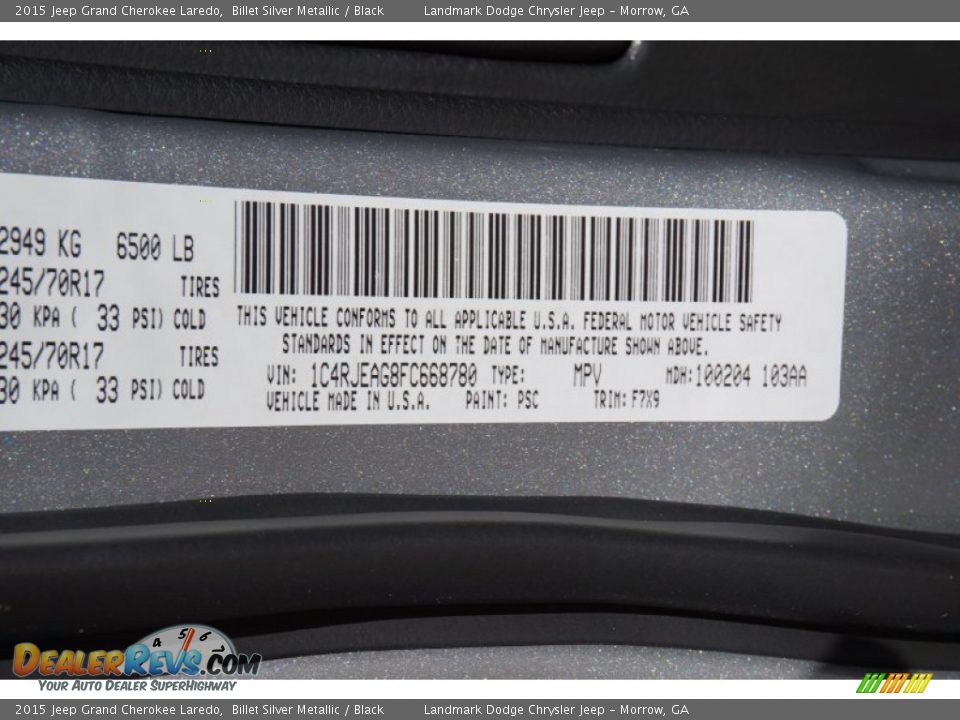 2015 Jeep Grand Cherokee Laredo, Billet Silver Metallic / Black Landmark Dodge Chrysler Jeep – Morrow, GA
2949 KG 6500 LB
245/70R17 TIRES
30 KPA ( 33 PSI) COLD
245/70R17 TIRES
30 KPA ( 33 PSI) COLD
THIS VEHICLE CONFORMS TO ALL APPLICABLE U.S.A. FEDERAL MOTOR VEHICLE SAFETY
STANDARDS IN EFFECT ON THE DATE OF MANUFACTURE SHOWN ABOVE.
VIN: 1C4RJEAG8FC668780 TYPE: MPV MDH:100204 103AA
VEHICLE MADE IN U.S.A. PAINT: PSC TRIM: F7X9
4 5 6
DealerRevs.com
Your Auto Dealer SuperHighway
2015 Jeep Grand Cherokee Laredo, Billet Silver Metallic / Black Landmark Dodge Chrysler Jeep – Morrow, GA